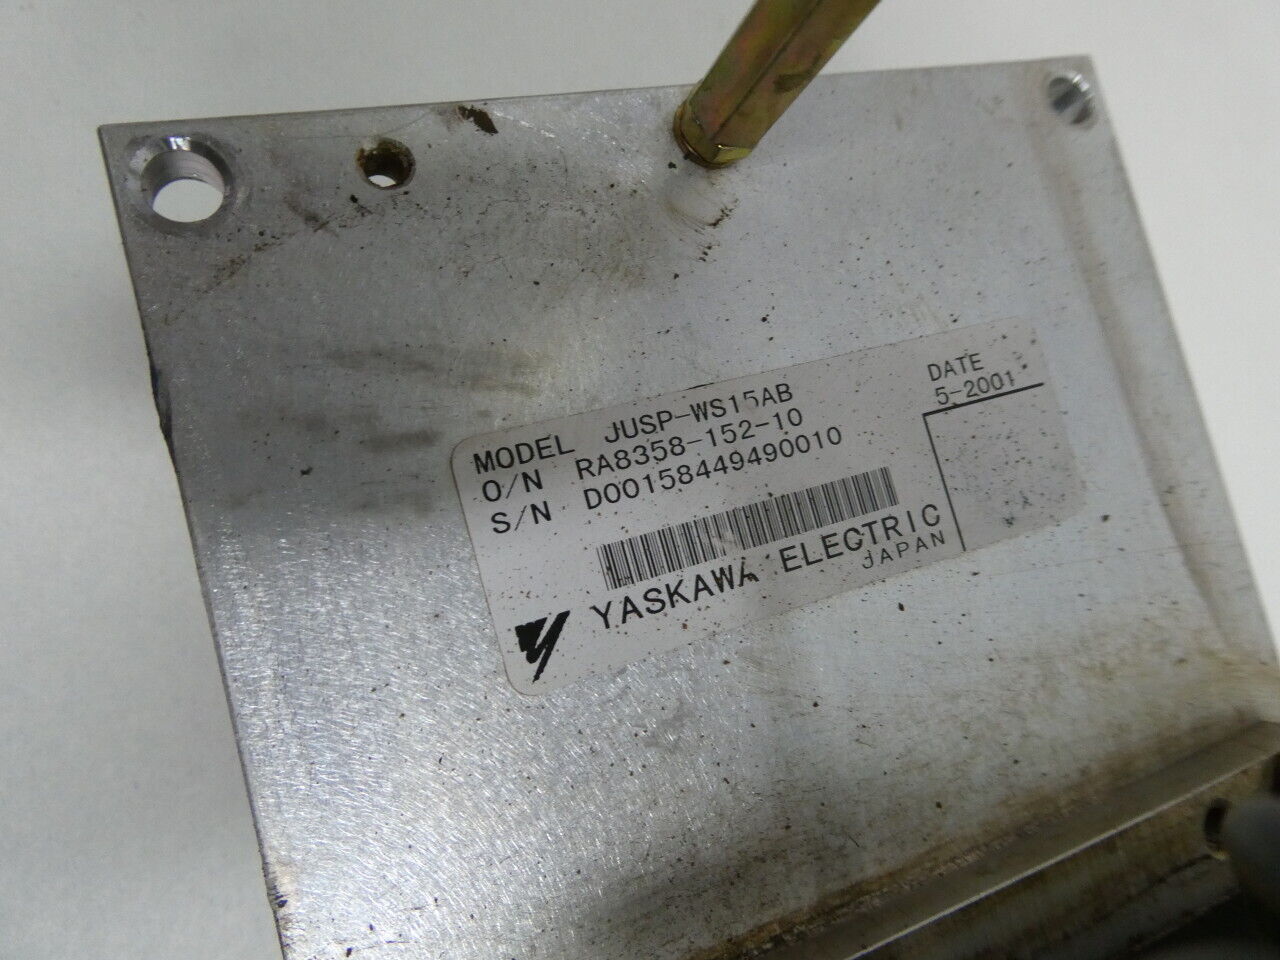 MODEL JUSP-WS15AB
O/N RA8358-152-10
S/N D00158449490010
DATE
5-2001
YASKAWA ELECTRIC
JAPAN